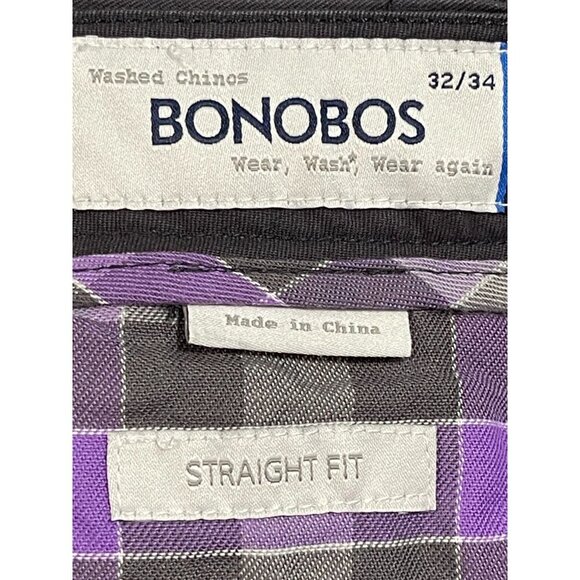 Washed Chinos 32/34
BONOBOS
Wear, Wash*, Wear again
Made in China
STRAIGHT FIT